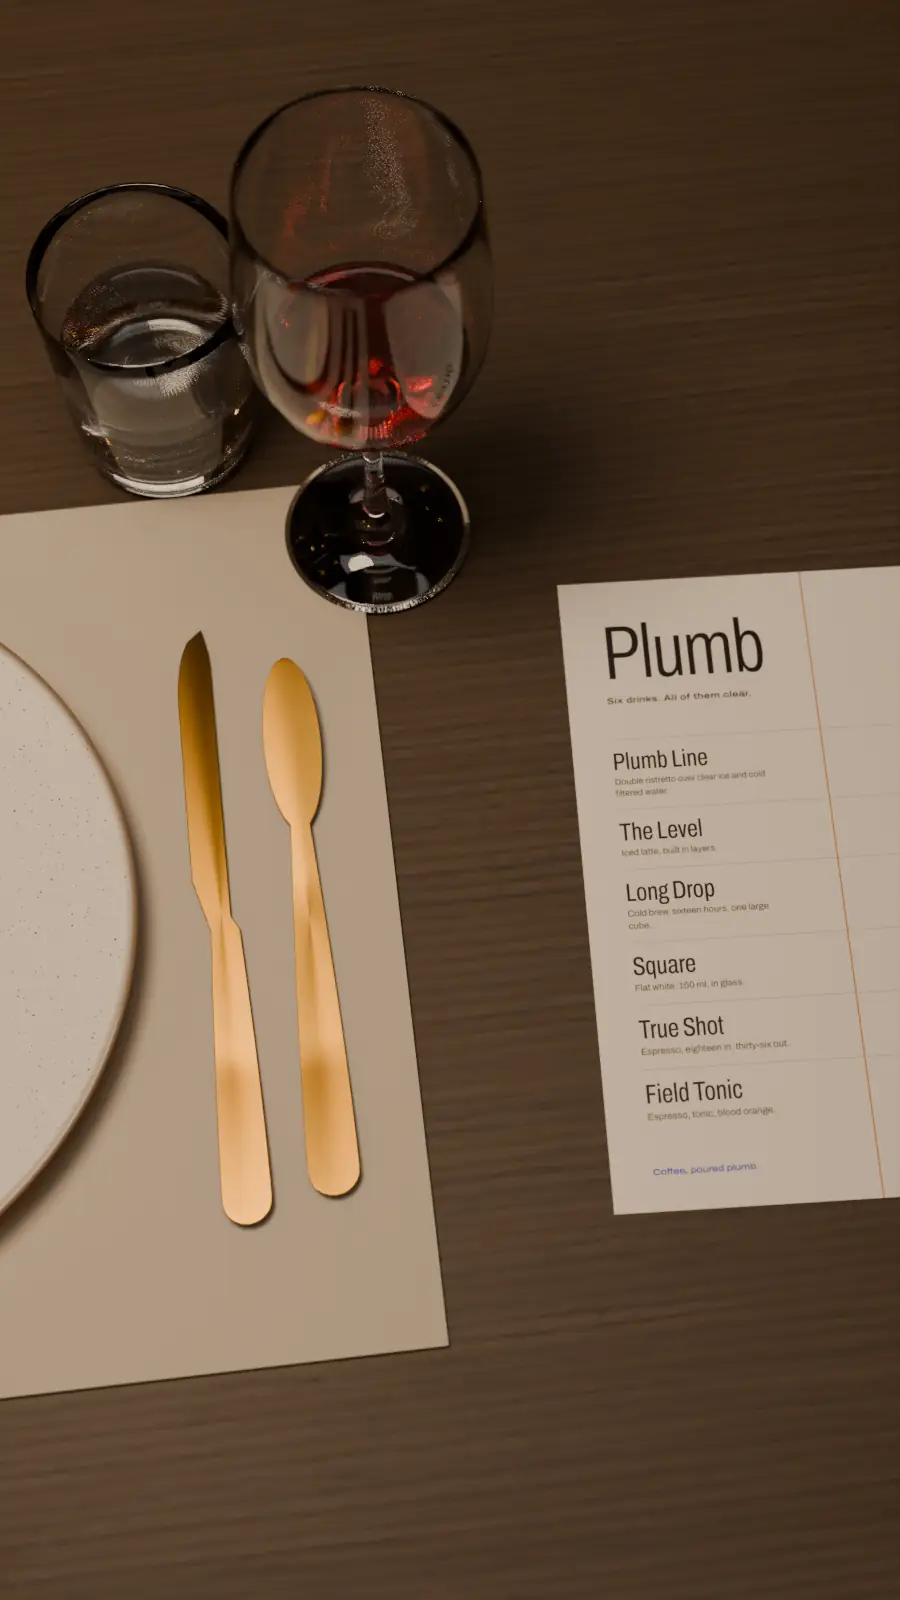 Plumb
Six drinks. All of them clear.
Plumb Line
Double ristretto over clear ice and cold
filtered water.
The Level
Iced latte, built in layers.
Long Drop
Cold brew, sixteen hours, one large
cube.
Square
Flat white, 150 ml, in glass.
True Shot
Espresso, eighteen in, thirty-six out.
Field Tonic
Espresso, tonic, blood orange.
Coffee, poured plumb.